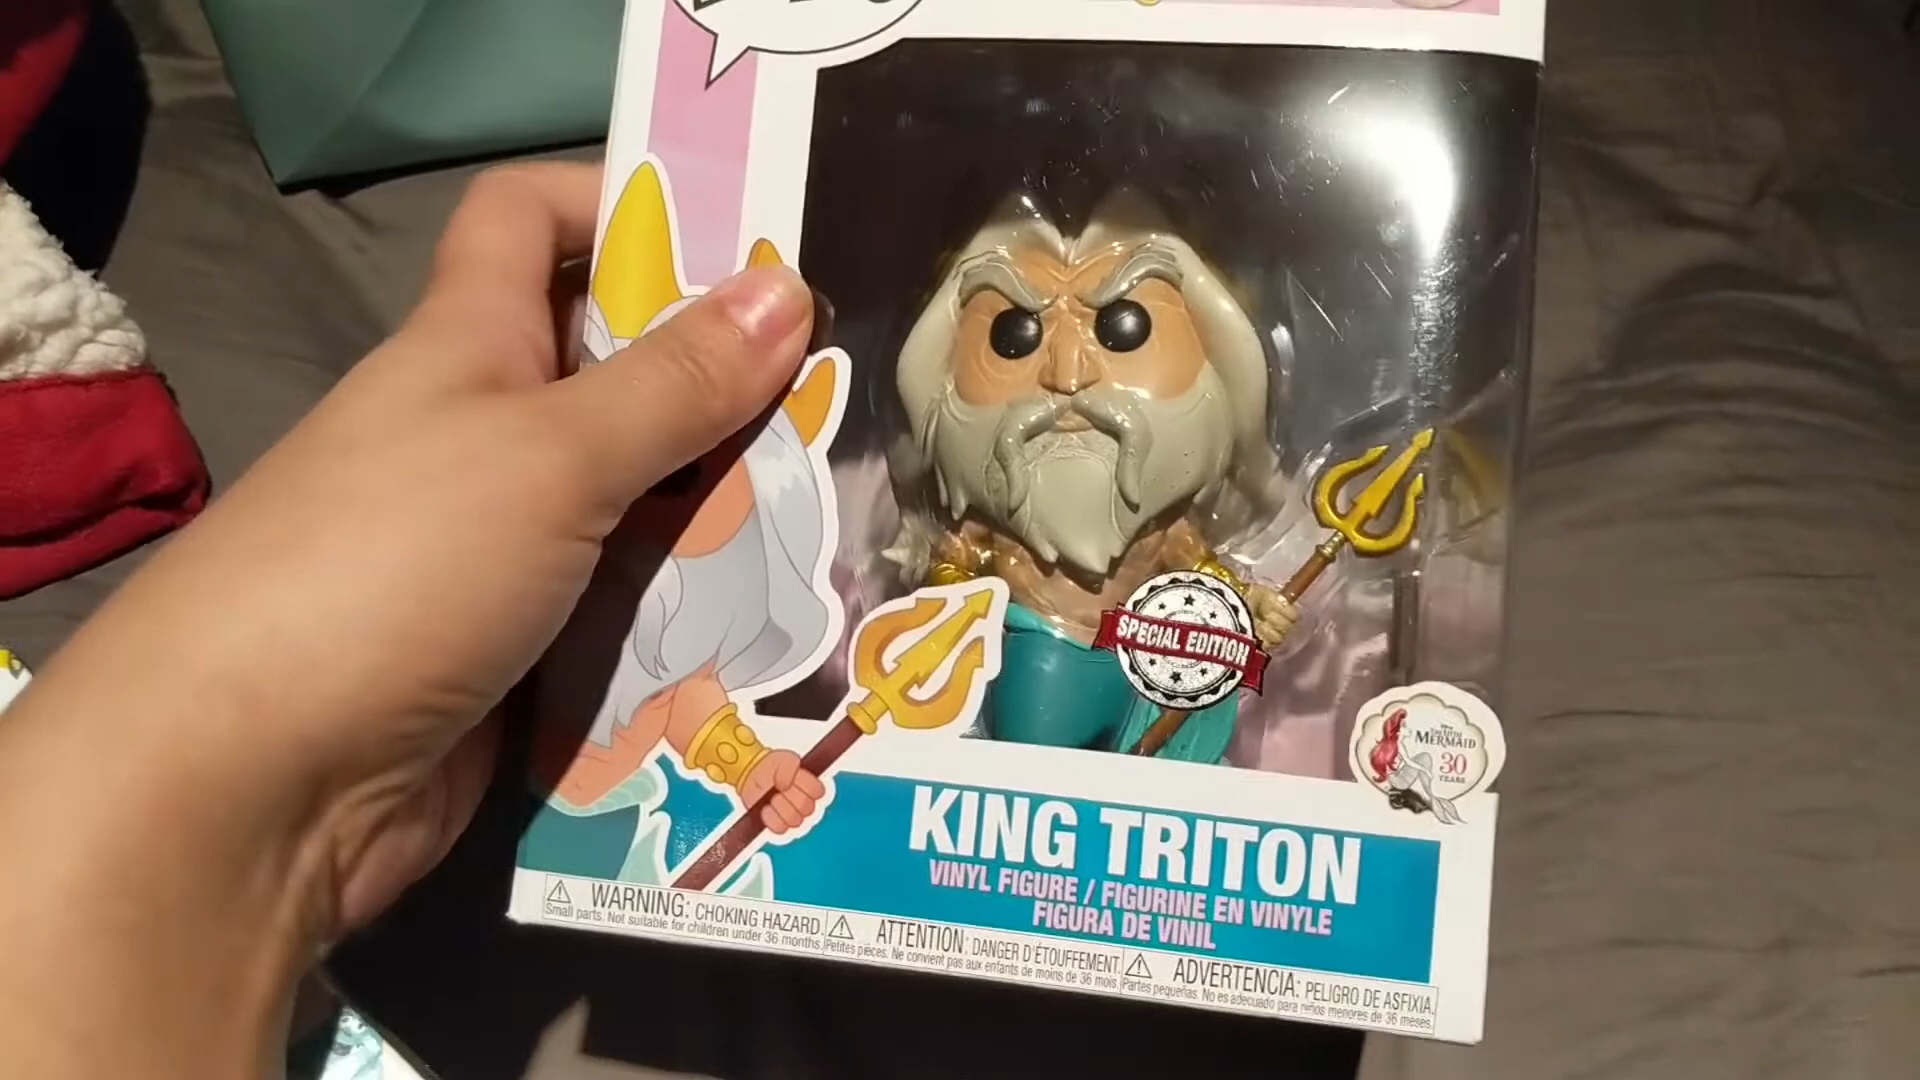 SPECIAL EDITION
MERMAID
30
YEARS
KING TRITON
VINYL FIGURE / FIGURINE EN VINYLE
FIGURA DE VINIL
WARNING: CHOKING HAZARD.
Small parts. Not suitable for children under 36 months.
ATTENTION: DANGER D'ÉTOUFFEMENT.
Petites pièces. Ne convient pas aux enfants de moins de 36 mois.
ADVERTENCIA: PELIGRO DE ASFIXIA.
Partes pequeñas. No es adecuado para niños menores de 36 meses.